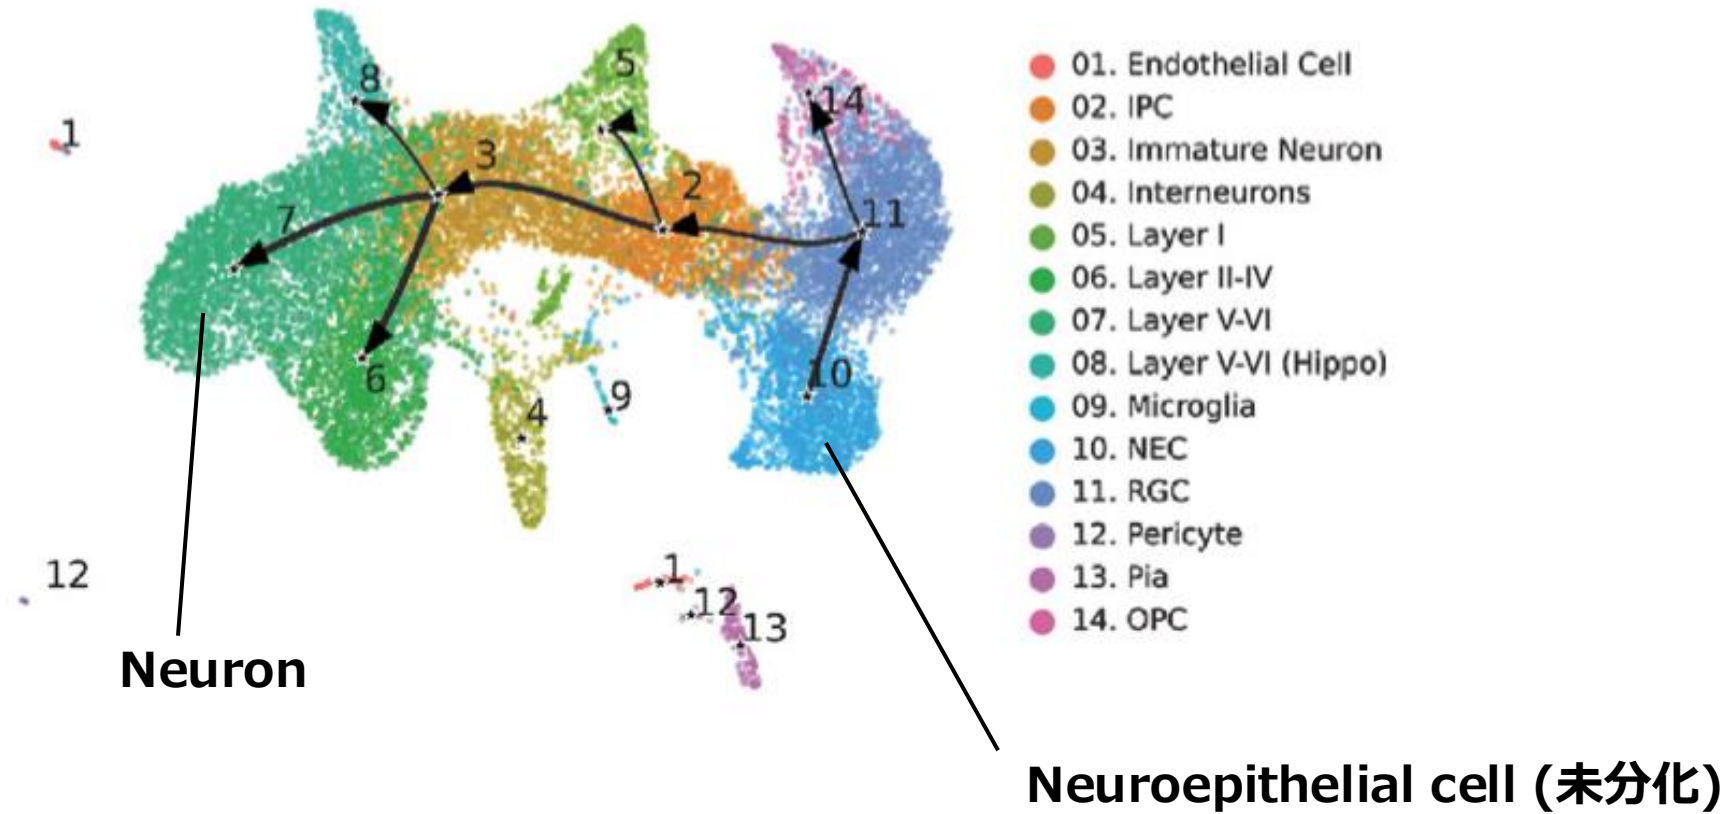 8
5
14
1
3
2
11
7
10
6
9
4
1
12
12
13
01. Endothelial Cell
02. IPC
03. Immature Neuron
04. Interneurons
05. Layer I
06. Layer II-IV
07. Layer V-VI
08. Layer V-VI (Hippo)
09. Microglia
10. NEC
11. RGC
12. Pericyte
13. Pia
14. OPC
Neuron
Neuroepithelial cell (未分化)